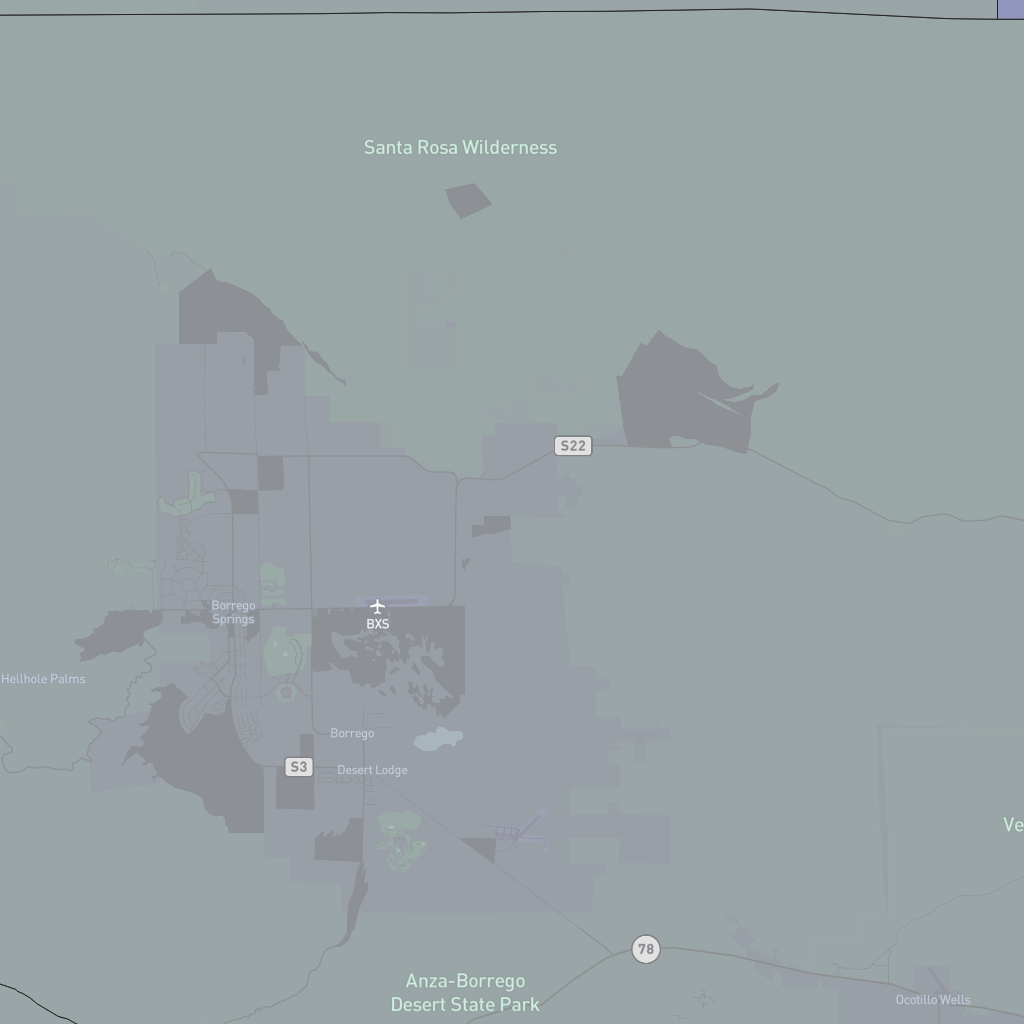 Santa Rosa Wilderness
S22
Borrego
Springs
BXS
Hellhole Palms
Borrego
S3
Desert Lodge
Ve
78
Anza-Borrego
Desert State Park
Ocotillo Wells